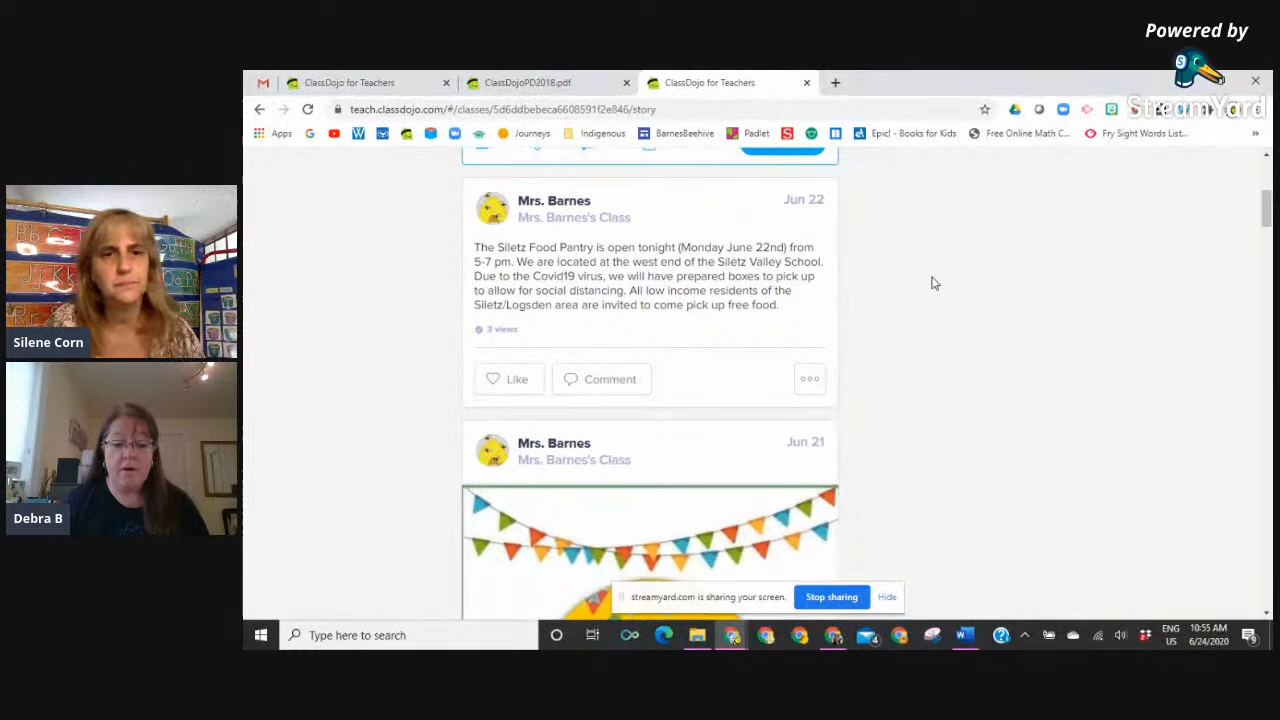 Powered by
StreamYard
ClassDojo for Teachers
ClassDojoPD2018.pdf
ClassDojo for Teachers
teach.classdojo.com/#/classes/5d6ddbebeca6608591f2e846/story
Apps
Journeys
Indigenous
BarnesBeehive
Padlet
Epic! - Books for Kids
Free Online Math C...
Fry Sight Words List...
Mrs. Barnes
Jun 22
Mrs. Barnes's Class
The Siletz Food Pantry is open tonight (Monday June 22nd) from
5-7 pm. We are located at the west end of the Siletz Valley School.
Due to the Covid19 virus, we will have prepared boxes to pick up
to allow for social distancing. All low income residents of the
Siletz/Logsden area are invited to come pick up free food.
3 views
Like
Comment
Mrs. Barnes
Jun 21
Mrs. Barnes's Class
streamyard.com is sharing your screen.
Stop sharing
Hide
Bb Cc
Jj Kk
Silene Corn
Debra B
Type here to search
ENG
US
10:55 AM
6/24/2020